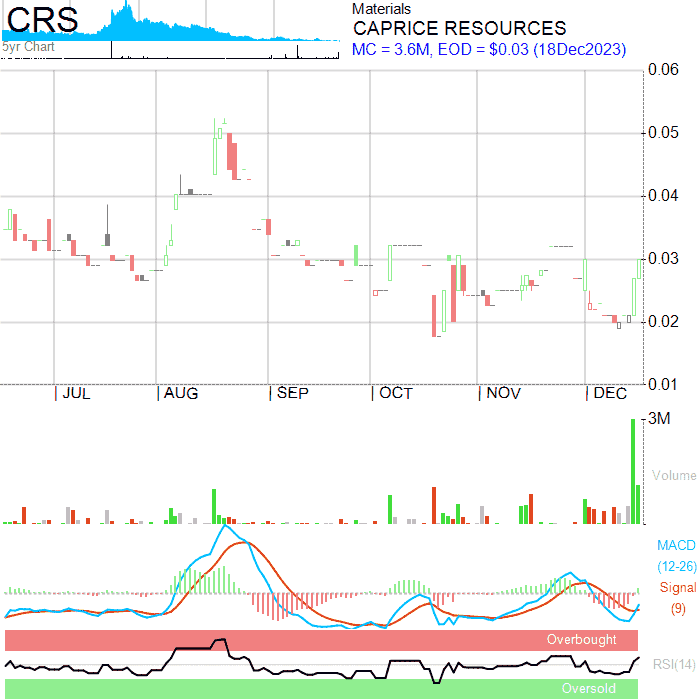 CRS
5yr Chart
Materials
CAPRICE RESOURCES
MC = 3.6M, EOD = $0.03 (18Dec2023)
0.06
0.05
0.04
0.03
0.02
0.01
JUL AUG SEP OCT NOV DEC
3M
Volume
MACD
(12-26)
Signal
(9)
Overbought
RSI(14)
Oversold